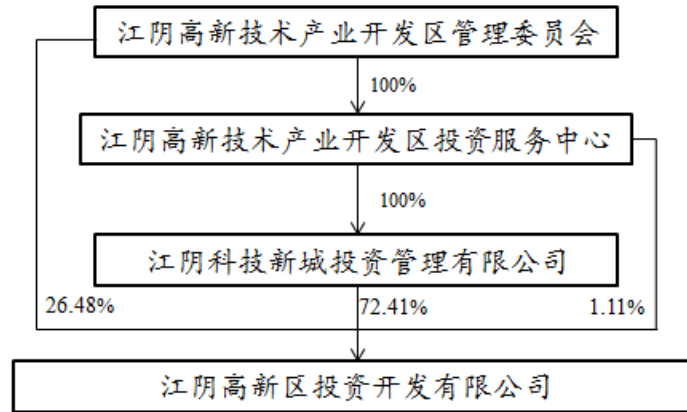 江阴高新技术产业开发区管理委员会
100%
江阴高新技术产业开发区投资服务中心
100%
江阴科技新城投资管理有限公司
26.48%
72.41%
1.11%
江阴高新区投资开发有限公司